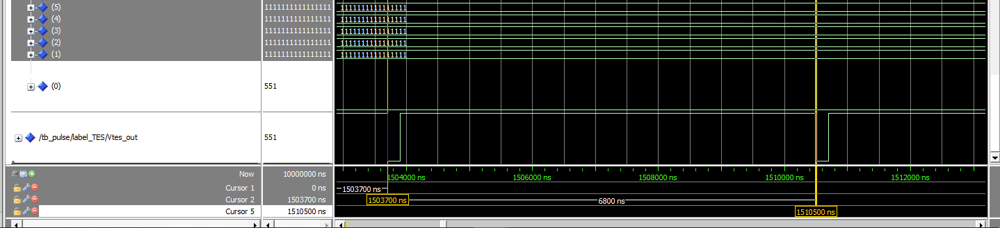 (5) 1111111111111111 1111111111111111
(4) 1111111111111111 1111111111111111
(3) 1111111111111111 1111111111111111
(2) 1111111111111111 1111111111111111
(1) 1111111111111111 1111111111111111
(0) 551
/tb_pulse/label_TES/Vtes_out 551
Now 10000000 ns 1504000 ns 1506000 ns 1508000 ns 1510000 ns 1512000 ns
Cursor 1 0 ns 1503700 ns
Cursor 2 1503700 ns 1503700 ns 6800 ns
Cursor 5 1510500 ns 1510500 ns